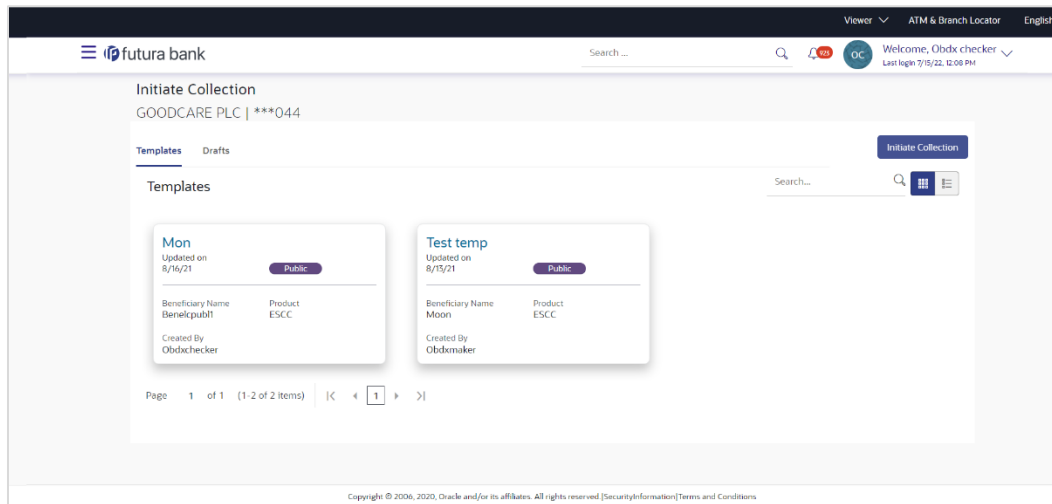 Viewer ATM & Branch Locator English
futura bank Search ... 923 OC Welcome, Obdx checker
Last login 7/15/22, 12:08 PM
Initiate Collection
GOODCARE PLC | ***044
Templates Drafts Initiate Collection
Templates Search...
Mon Test temp
Updated on Updated on
8/16/21 Public 8/13/21 Public
Beneficiary Name Product Beneficiary Name Product
Benelcpubl1 ESCC Moon ESCC
Created By Created By
Obdxchecker Obdxmaker
Page 1 of 1 (1-2 of 2 items) 1
Copyright © 2006, 2020, Oracle and/or its affiliates. All rights reserved.|SecurityInformation|Terms and Conditions